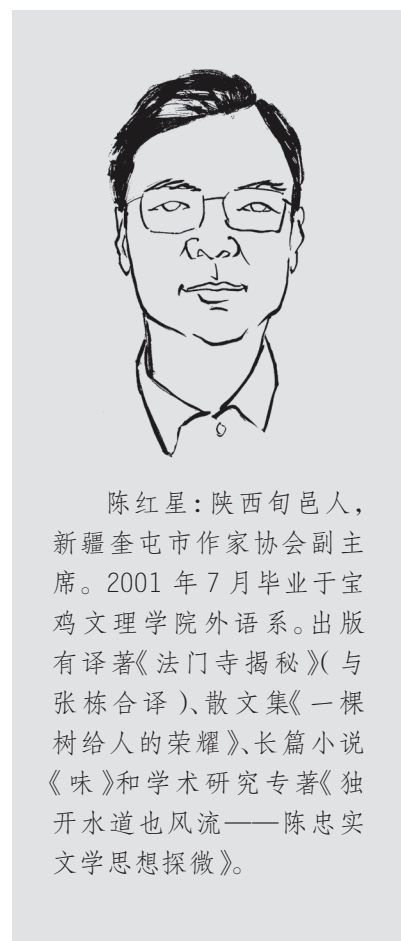 陈红星：陕西旬邑人，
新疆奎屯市作家协会副主
席。2001 年 7 月毕业于宝
鸡文理学院外语系。出版
有译著《法门寺揭秘》（与
张栋合译）、散文集《一棵
树给人的荣耀》、长篇小说
《味》和学术研究专著《独
开水道也风流——陈忠实
文学思想探微》。